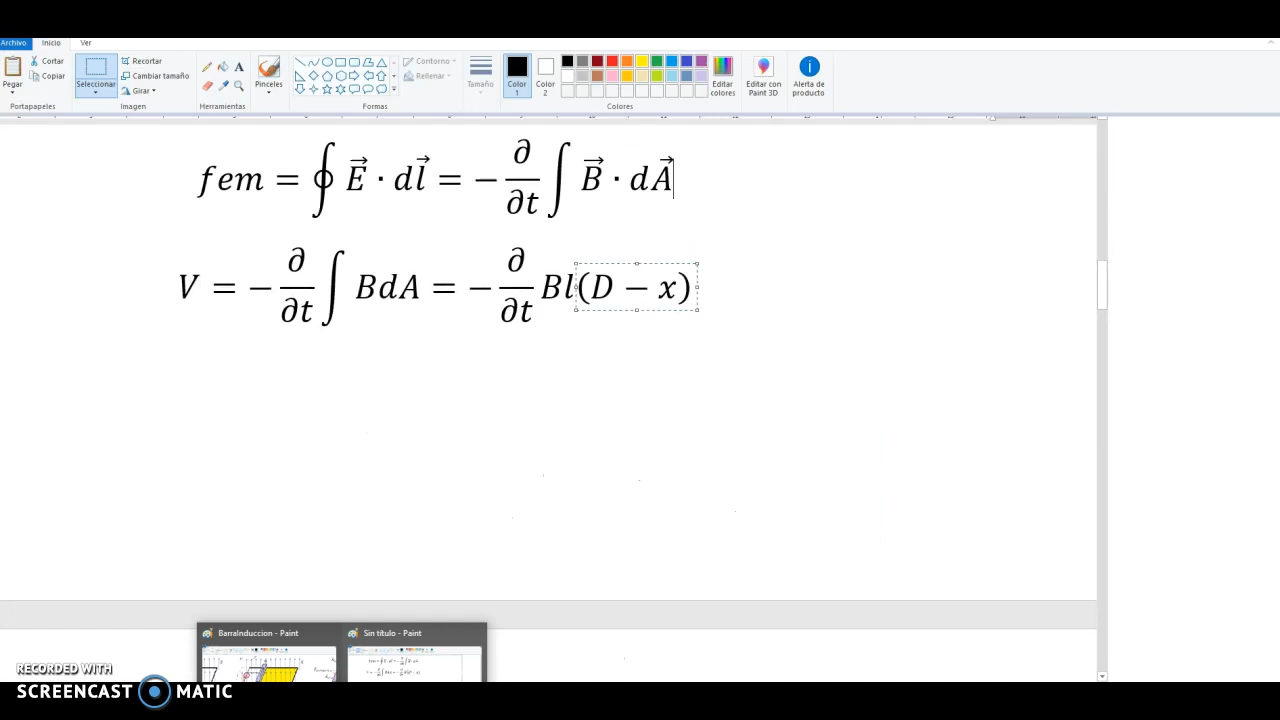 Archivo Inicio Ver
Pegar
Cortar
Copiar
Portapapeles
Seleccionar
Recortar
Cambiar tamaño
Girar
Imagen
Herramientas
Pinceles
Formas
Contorno
Rellenar
Tamaño
Color 1
Color 2
Editar colores
Colores
Editar con Paint 3D
Alerta de producto
fem = ∮ E⃗ · dl⃗ = −∂/∂t ∫ B⃗ · dA⃗
V = −∂/∂t ∫ BdA = −∂/∂t Bl(D − x)
BarraInduccion - Paint
Sin título - Paint
RECORDED WITH
SCREENCAST MATIC